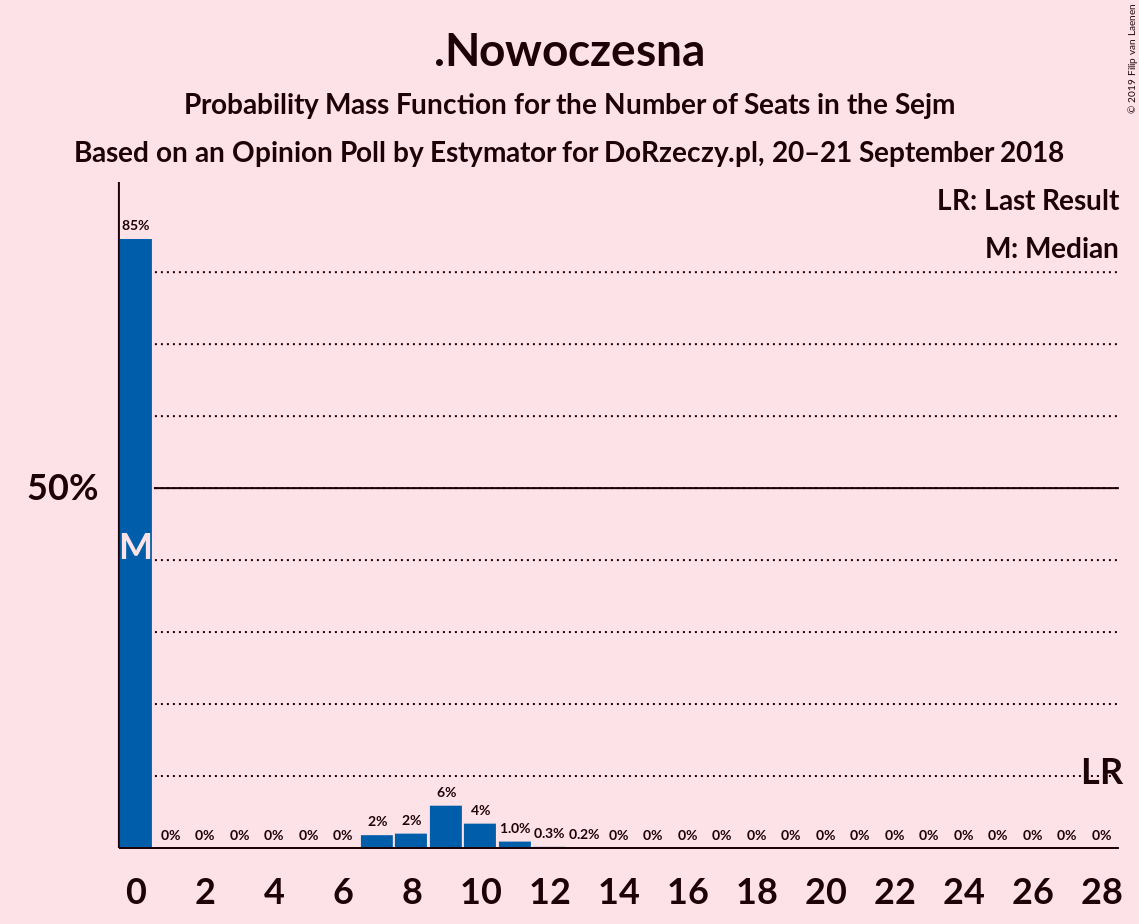 .Nowoczesna
Probability Mass Function for the Number of Seats in the Sejm
Based on an Opinion Poll by Estymator for DoRzeczy.pl, 20–21 September 2018
© 2019 Filip van Laenen
LR: Last Result
M: Median
85%
50%
M
LR
0% 0% 0% 0% 0% 0% 2% 2% 6% 4% 1.0% 0.3% 0.2% 0% 0% 0% 0% 0% 0% 0% 0% 0% 0% 0% 0% 0% 0% 0%
0 2 4 6 8 10 12 14 16 18 20 22 24 26 28